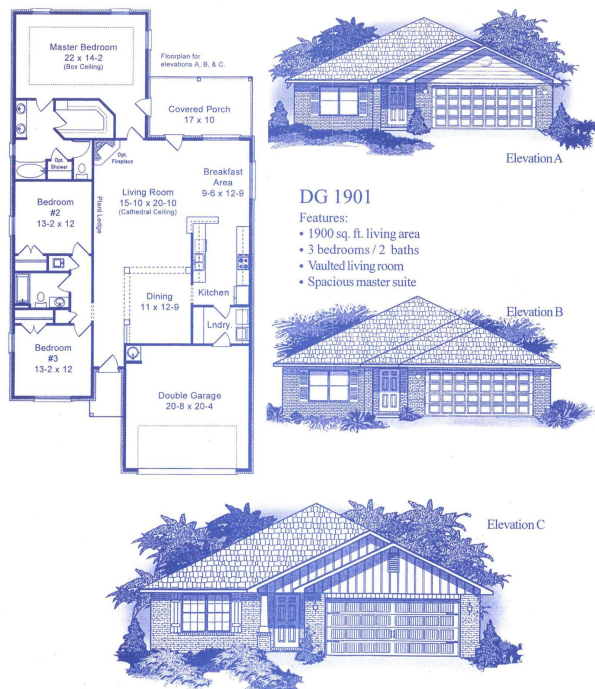 Master Bedroom
22 x 14-2
(Box Ceiling)
Floorplan for
elevations A, B, & C.
Covered Porch
17 x 10
Opt.
Shower
Opt.
Fireplace
Breakfast
Area
9-6 x 12-9
Living Room
15-10 x 20-10
(Cathedral Ceiling)
Plant Ledge
Bedroom
#2
13-2 x 12
Dining
11 x 12-9
Kitchen
Lndry.
Bedroom
#3
13-2 x 12
Double Garage
20-8 x 20-4
Elevation A
DG 1901
Features:
• 1900 sq. ft. living area
• 3 bedrooms / 2 baths
• Vaulted living room
• Spacious master suite
Elevation B
Elevation C